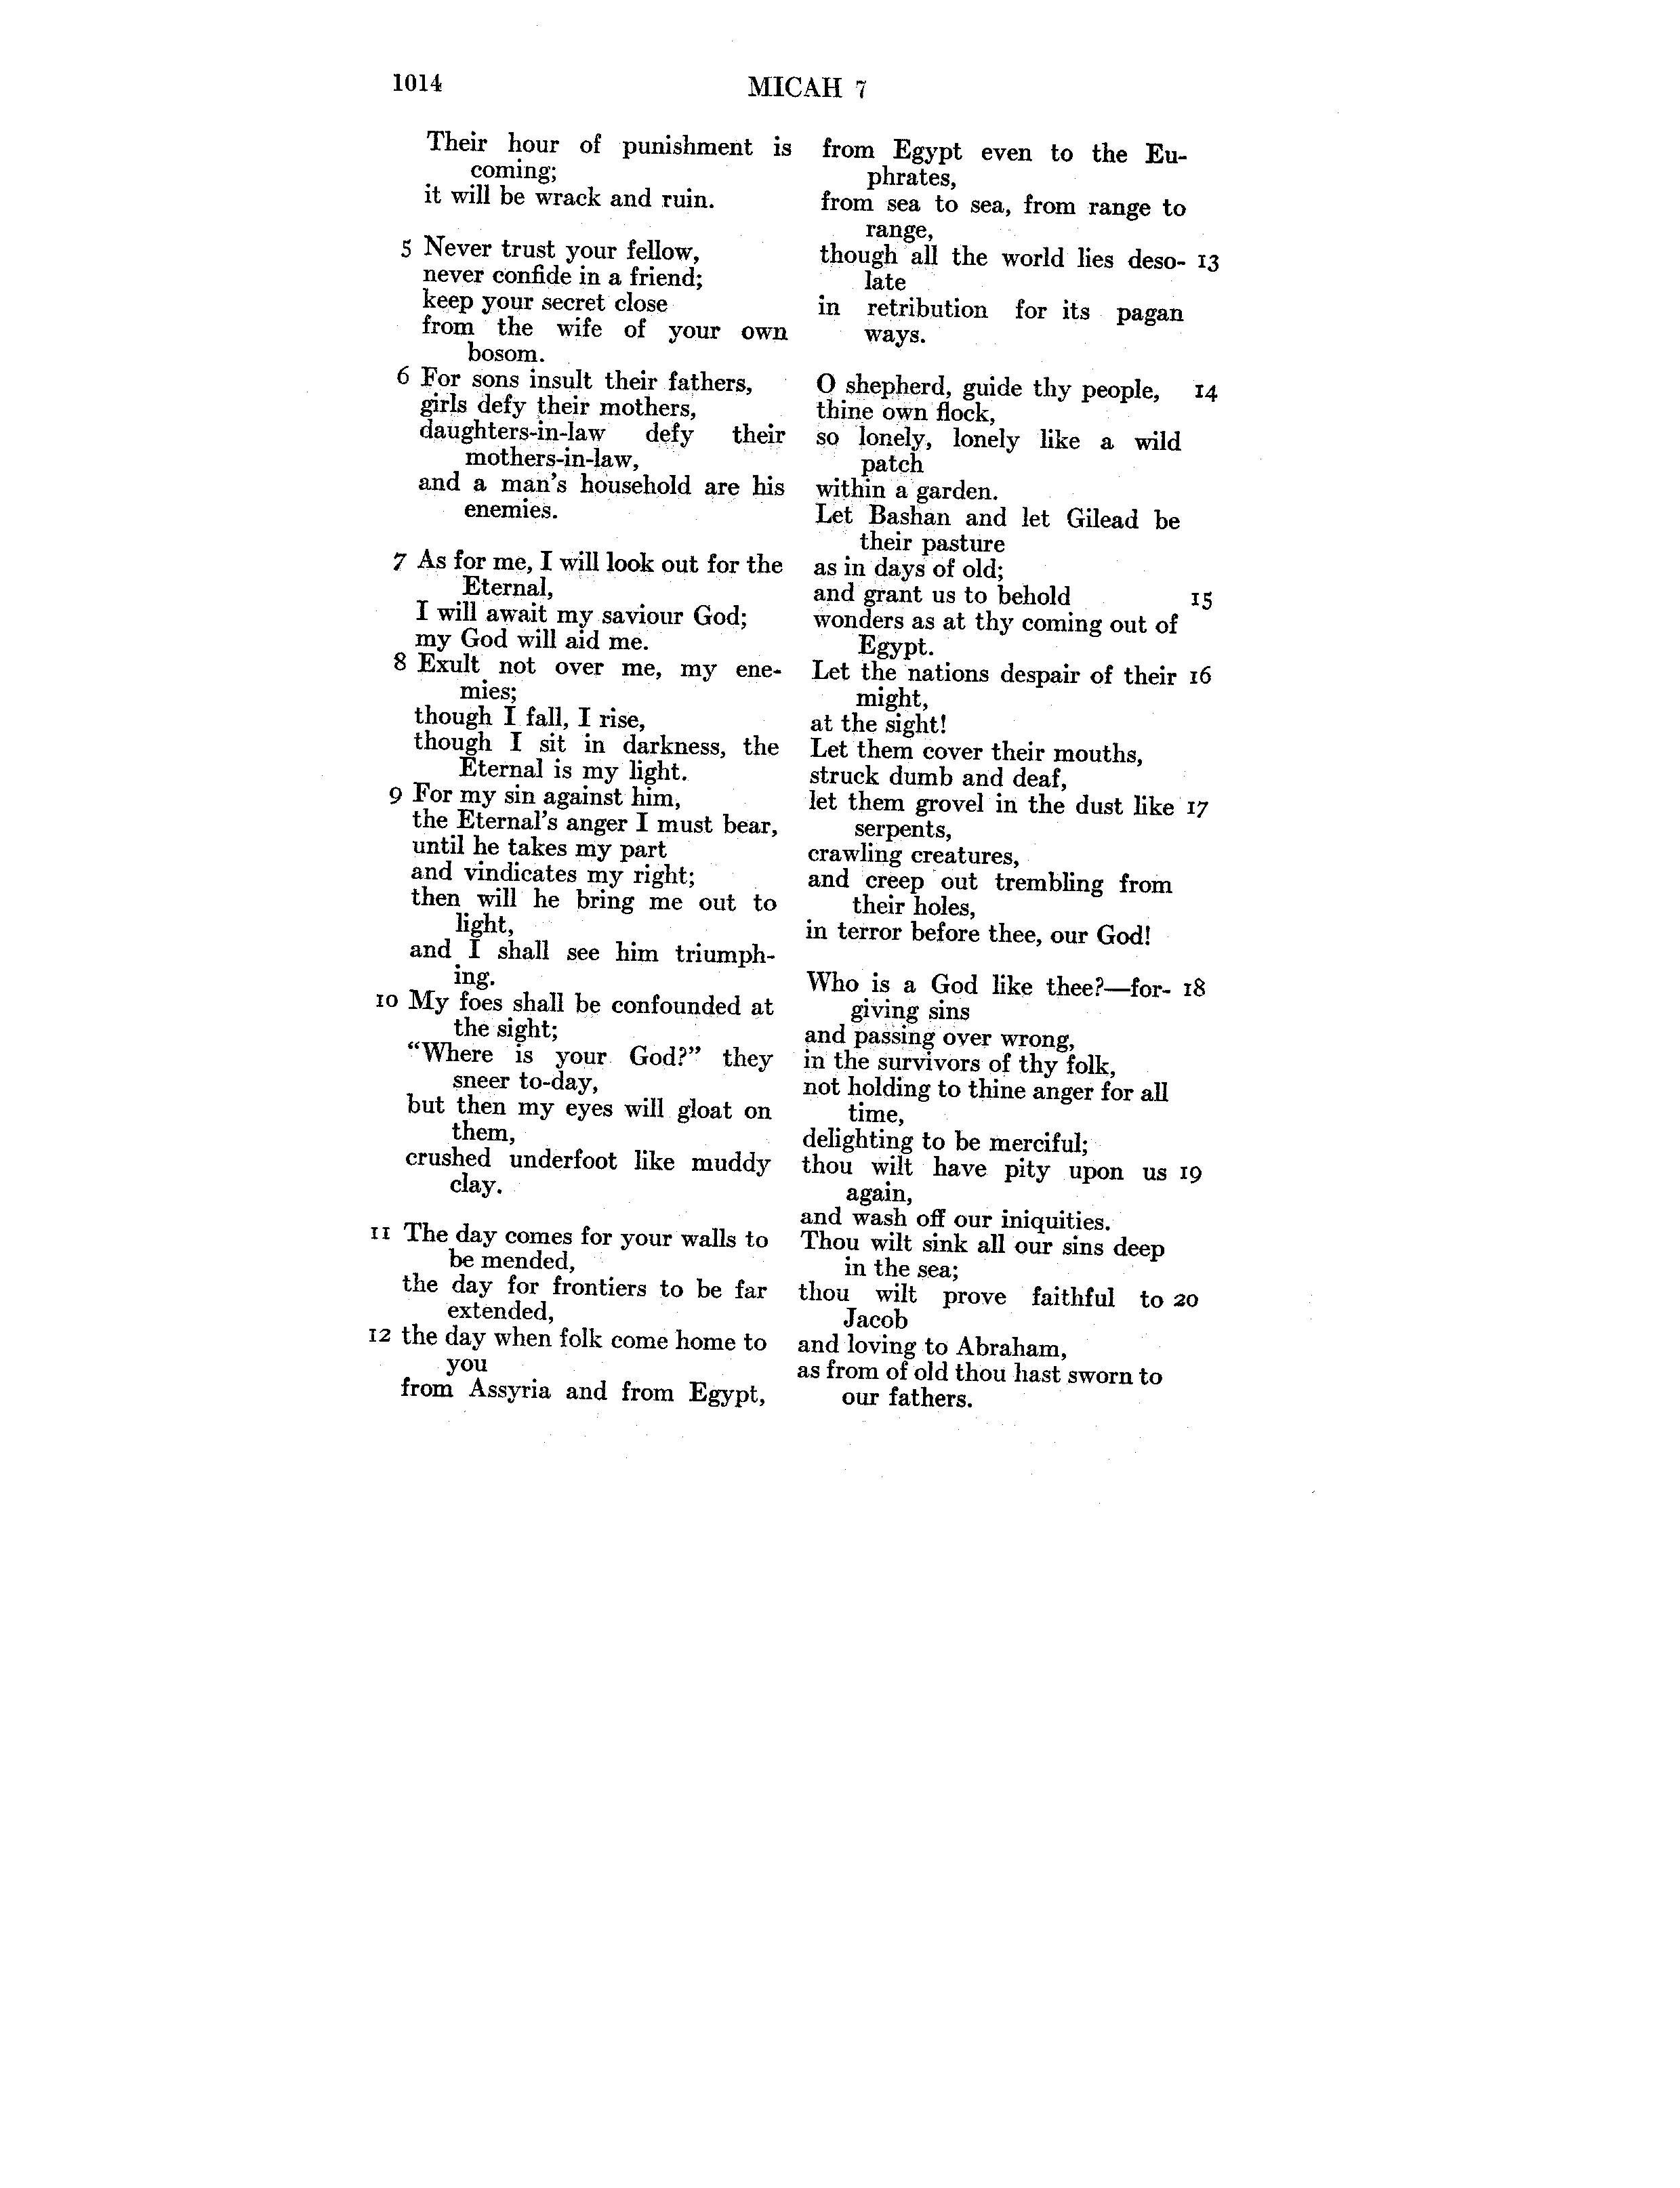 1014
MICAH 7
Their hour of punishment is
coming;
it will be wrack and ruin.
5 Never trust your fellow,
never confide in a friend;
keep your secret close
from the wife of your own
bosom.
6 For sons insult their fathers,
girls defy their mothers,
daughters-in-law defy their
mothers-in-law,
and a man's household are his
enemies.
7 As for me, I will look out for the
Eternal,
I will await my saviour God;
my God will aid me.
8 Exult not over me, my ene-
mies;
though I fall, I rise,
though I sit in darkness, the
Eternal is my light.
9 For my sin against him,
the Eternal's anger I must bear,
until he takes my part
and vindicates my right;
then will he bring me out to
light,
and I shall see him triumph-
ing.
10 My foes shall be confounded at
the sight;
“Where is your God?” they
sneer to-day,
but then my eyes will gloat on
them,
crushed underfoot like muddy
clay.
11 The day comes for your walls to
be mended,
the day for frontiers to be far
extended,
12 the day when folk come home to
you
from Assyria and from Egypt,
from Egypt even to the Eu-
phrates,
from sea to sea, from range to
range,
though all the world lies deso- 13
late
in retribution for its pagan
ways.
O shepherd, guide thy people, 14
thine own flock,
so lonely, lonely like a wild
patch
within a garden.
Let Bashan and let Gilead be
their pasture
as in days of old;
and grant us to behold 15
wonders as at thy coming out of
Egypt.
Let the nations despair of their 16
might,
at the sight!
Let them cover their mouths,
struck dumb and deaf,
let them grovel in the dust like 17
serpents,
crawling creatures,
and creep out trembling from
their holes,
in terror before thee, our God!
Who is a God like thee?—for- 18
giving sins
and passing over wrong,
in the survivors of thy folk,
not holding to thine anger for all
time,
delighting to be merciful;
thou wilt have pity upon us 19
again,
and wash off our iniquities.
Thou wilt sink all our sins deep
in the sea;
thou wilt prove faithful to 20
Jacob
and loving to Abraham,
as from of old thou hast sworn to
our fathers.